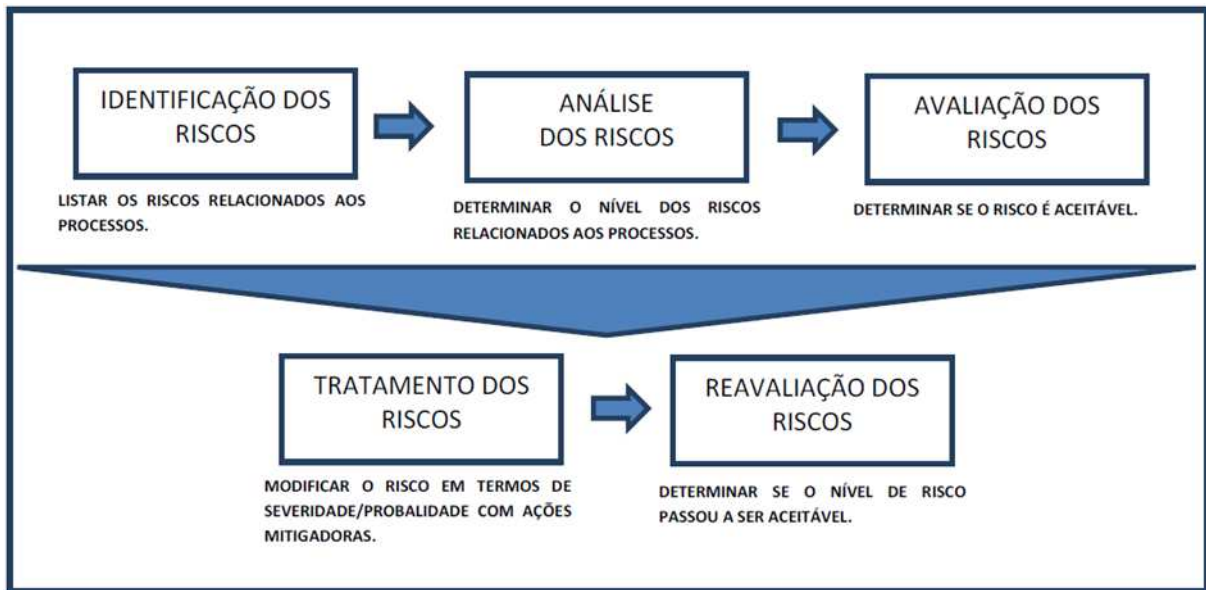 IDENTIFICAÇÃO DOS
RISCOS
LISTAR OS RISCOS RELACIONADOS AOS
PROCESSOS.
ANÁLISE
DOS RISCOS
DETERMINAR O NÍVEL DOS RISCOS
RELACIONADOS AOS PROCESSOS.
AVALIAÇÃO DOS
RISCOS
DETERMINAR SE O RISCO É ACEITÁVEL.
TRATAMENTO DOS
RISCOS
MODIFICAR O RISCO EM TERMOS DE
SEVERIDADE/PROBALIDADE COM AÇÕES
MITIGADORAS.
REAVALIAÇÃO DOS
RISCOS
DETERMINAR SE O NÍVEL DE RISCO
PASSOU A SER ACEITÁVEL.